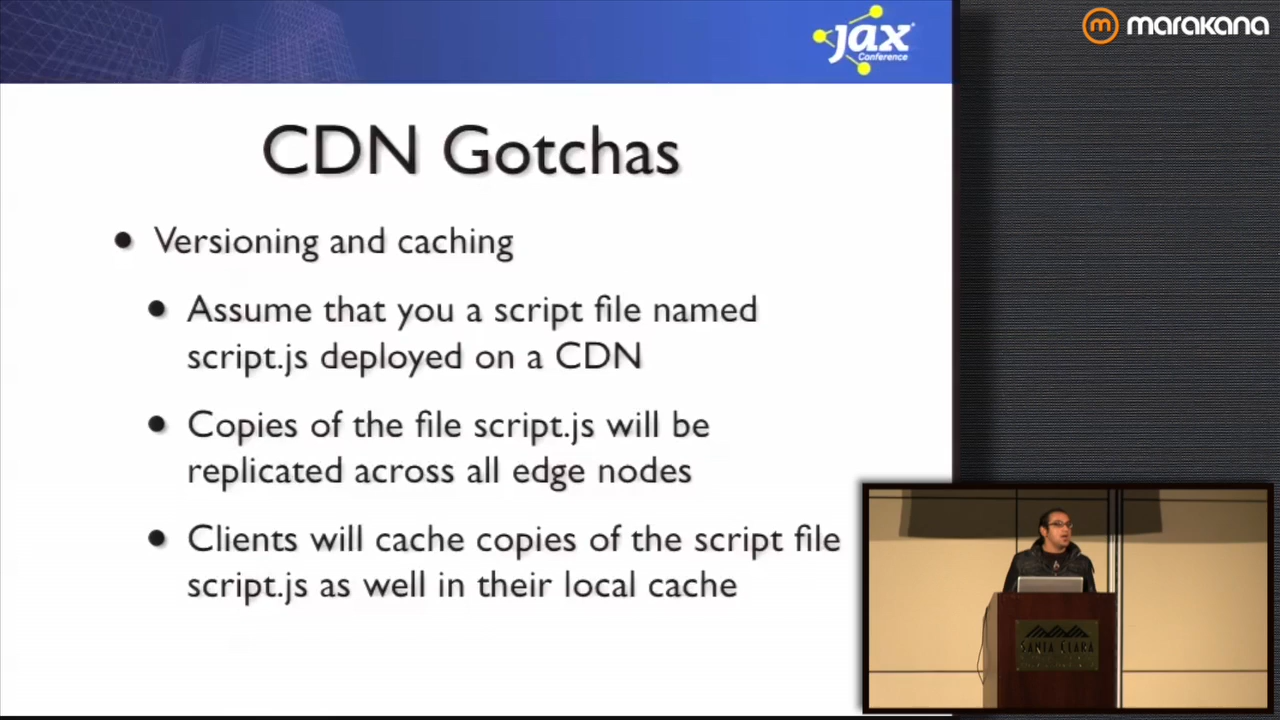 jax
Conference
marakana
CDN Gotchas
Versioning and caching
Assume that you a script file named
script.js deployed on a CDN
Copies of the file script.js will be
replicated across all edge nodes
Clients will cache copies of the script file
script.js as well in their local cache
SANTA CLARA